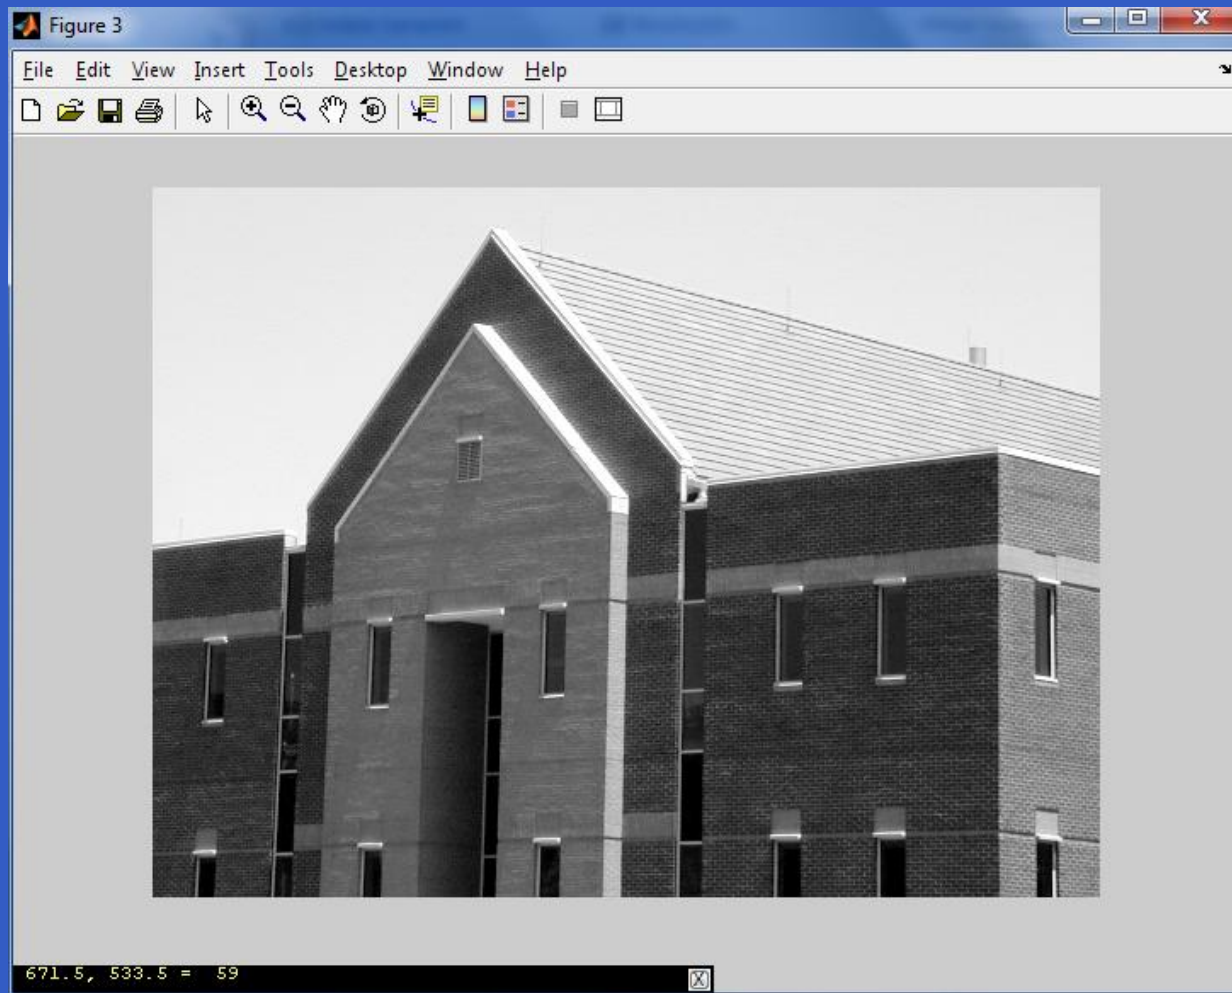 Figure 3
File Edit View Insert Tools Desktop Window Help
671.5, 533.5 = 59
X